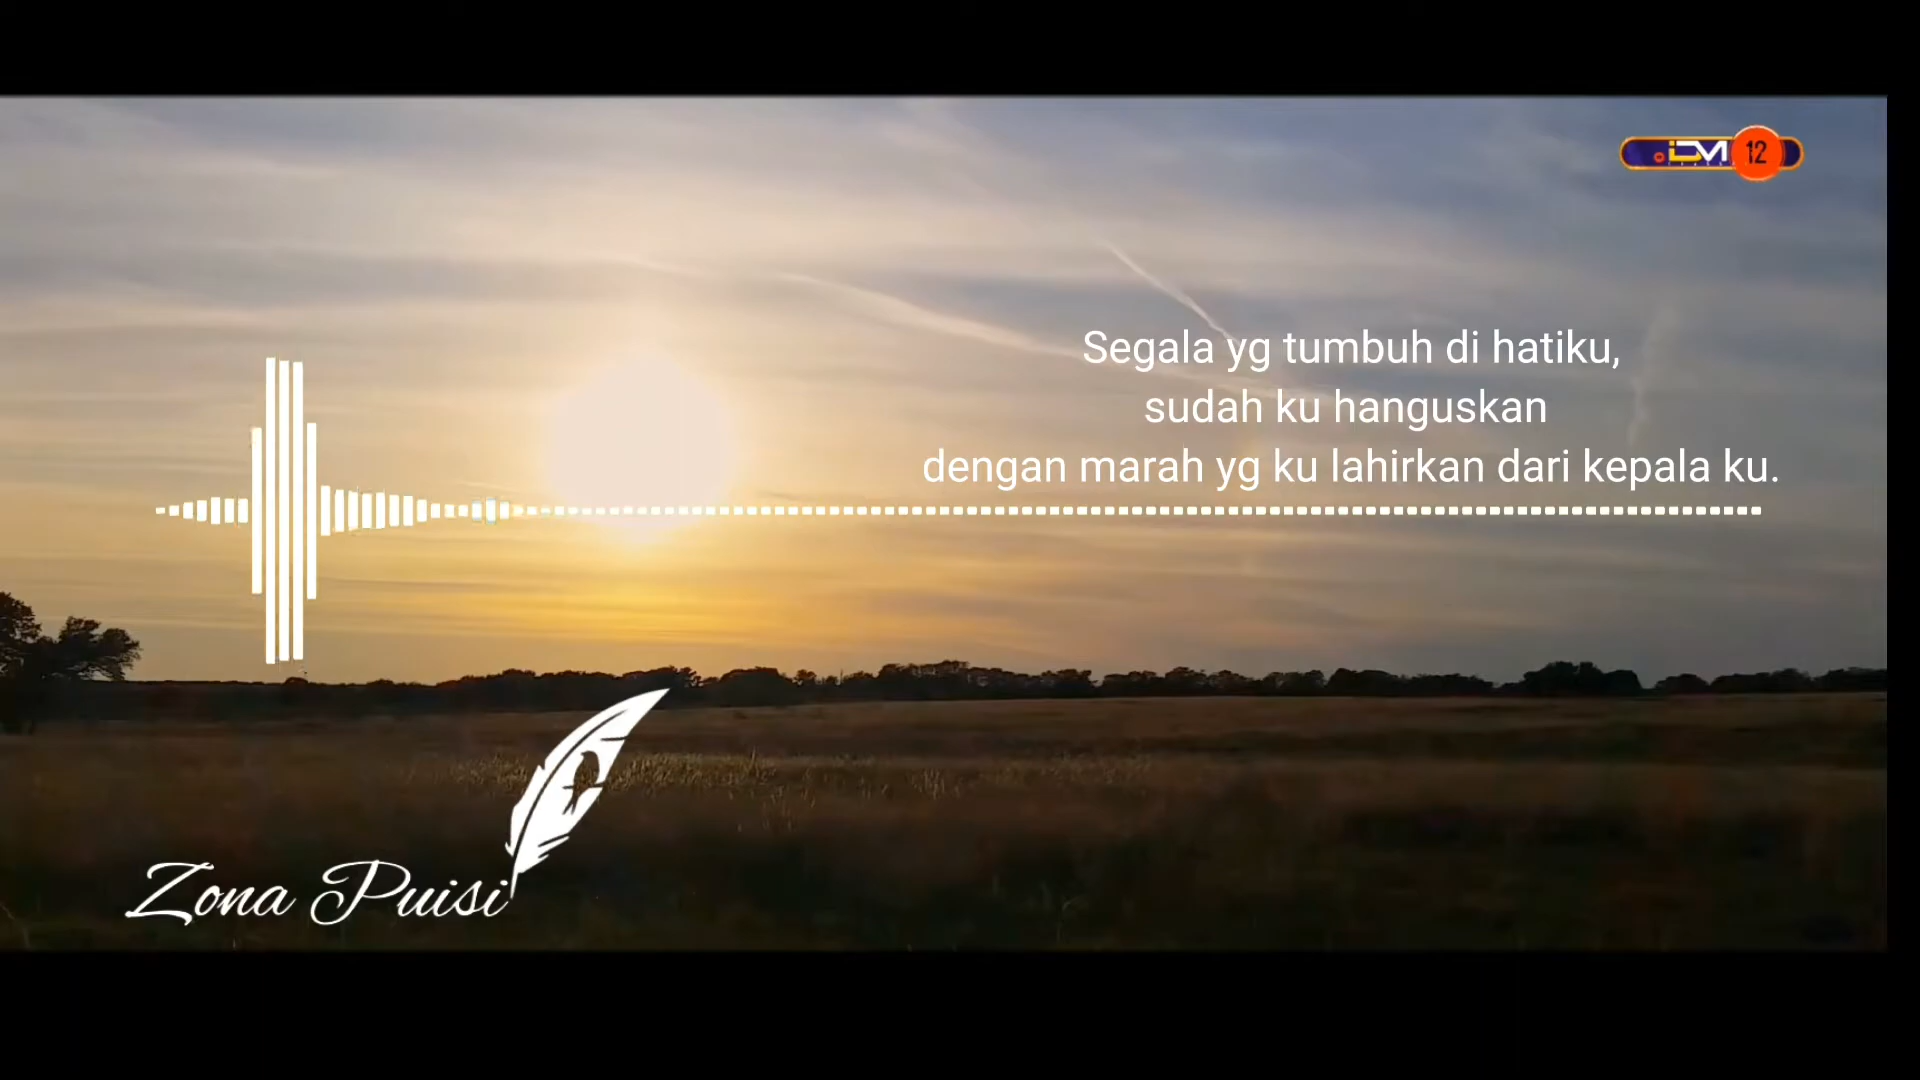 iDM 12
Segala yg tumbuh di hatiku,
sudah ku hanguskan
dengan marah yg ku lahirkan dari kepala ku.
Zona Puisi